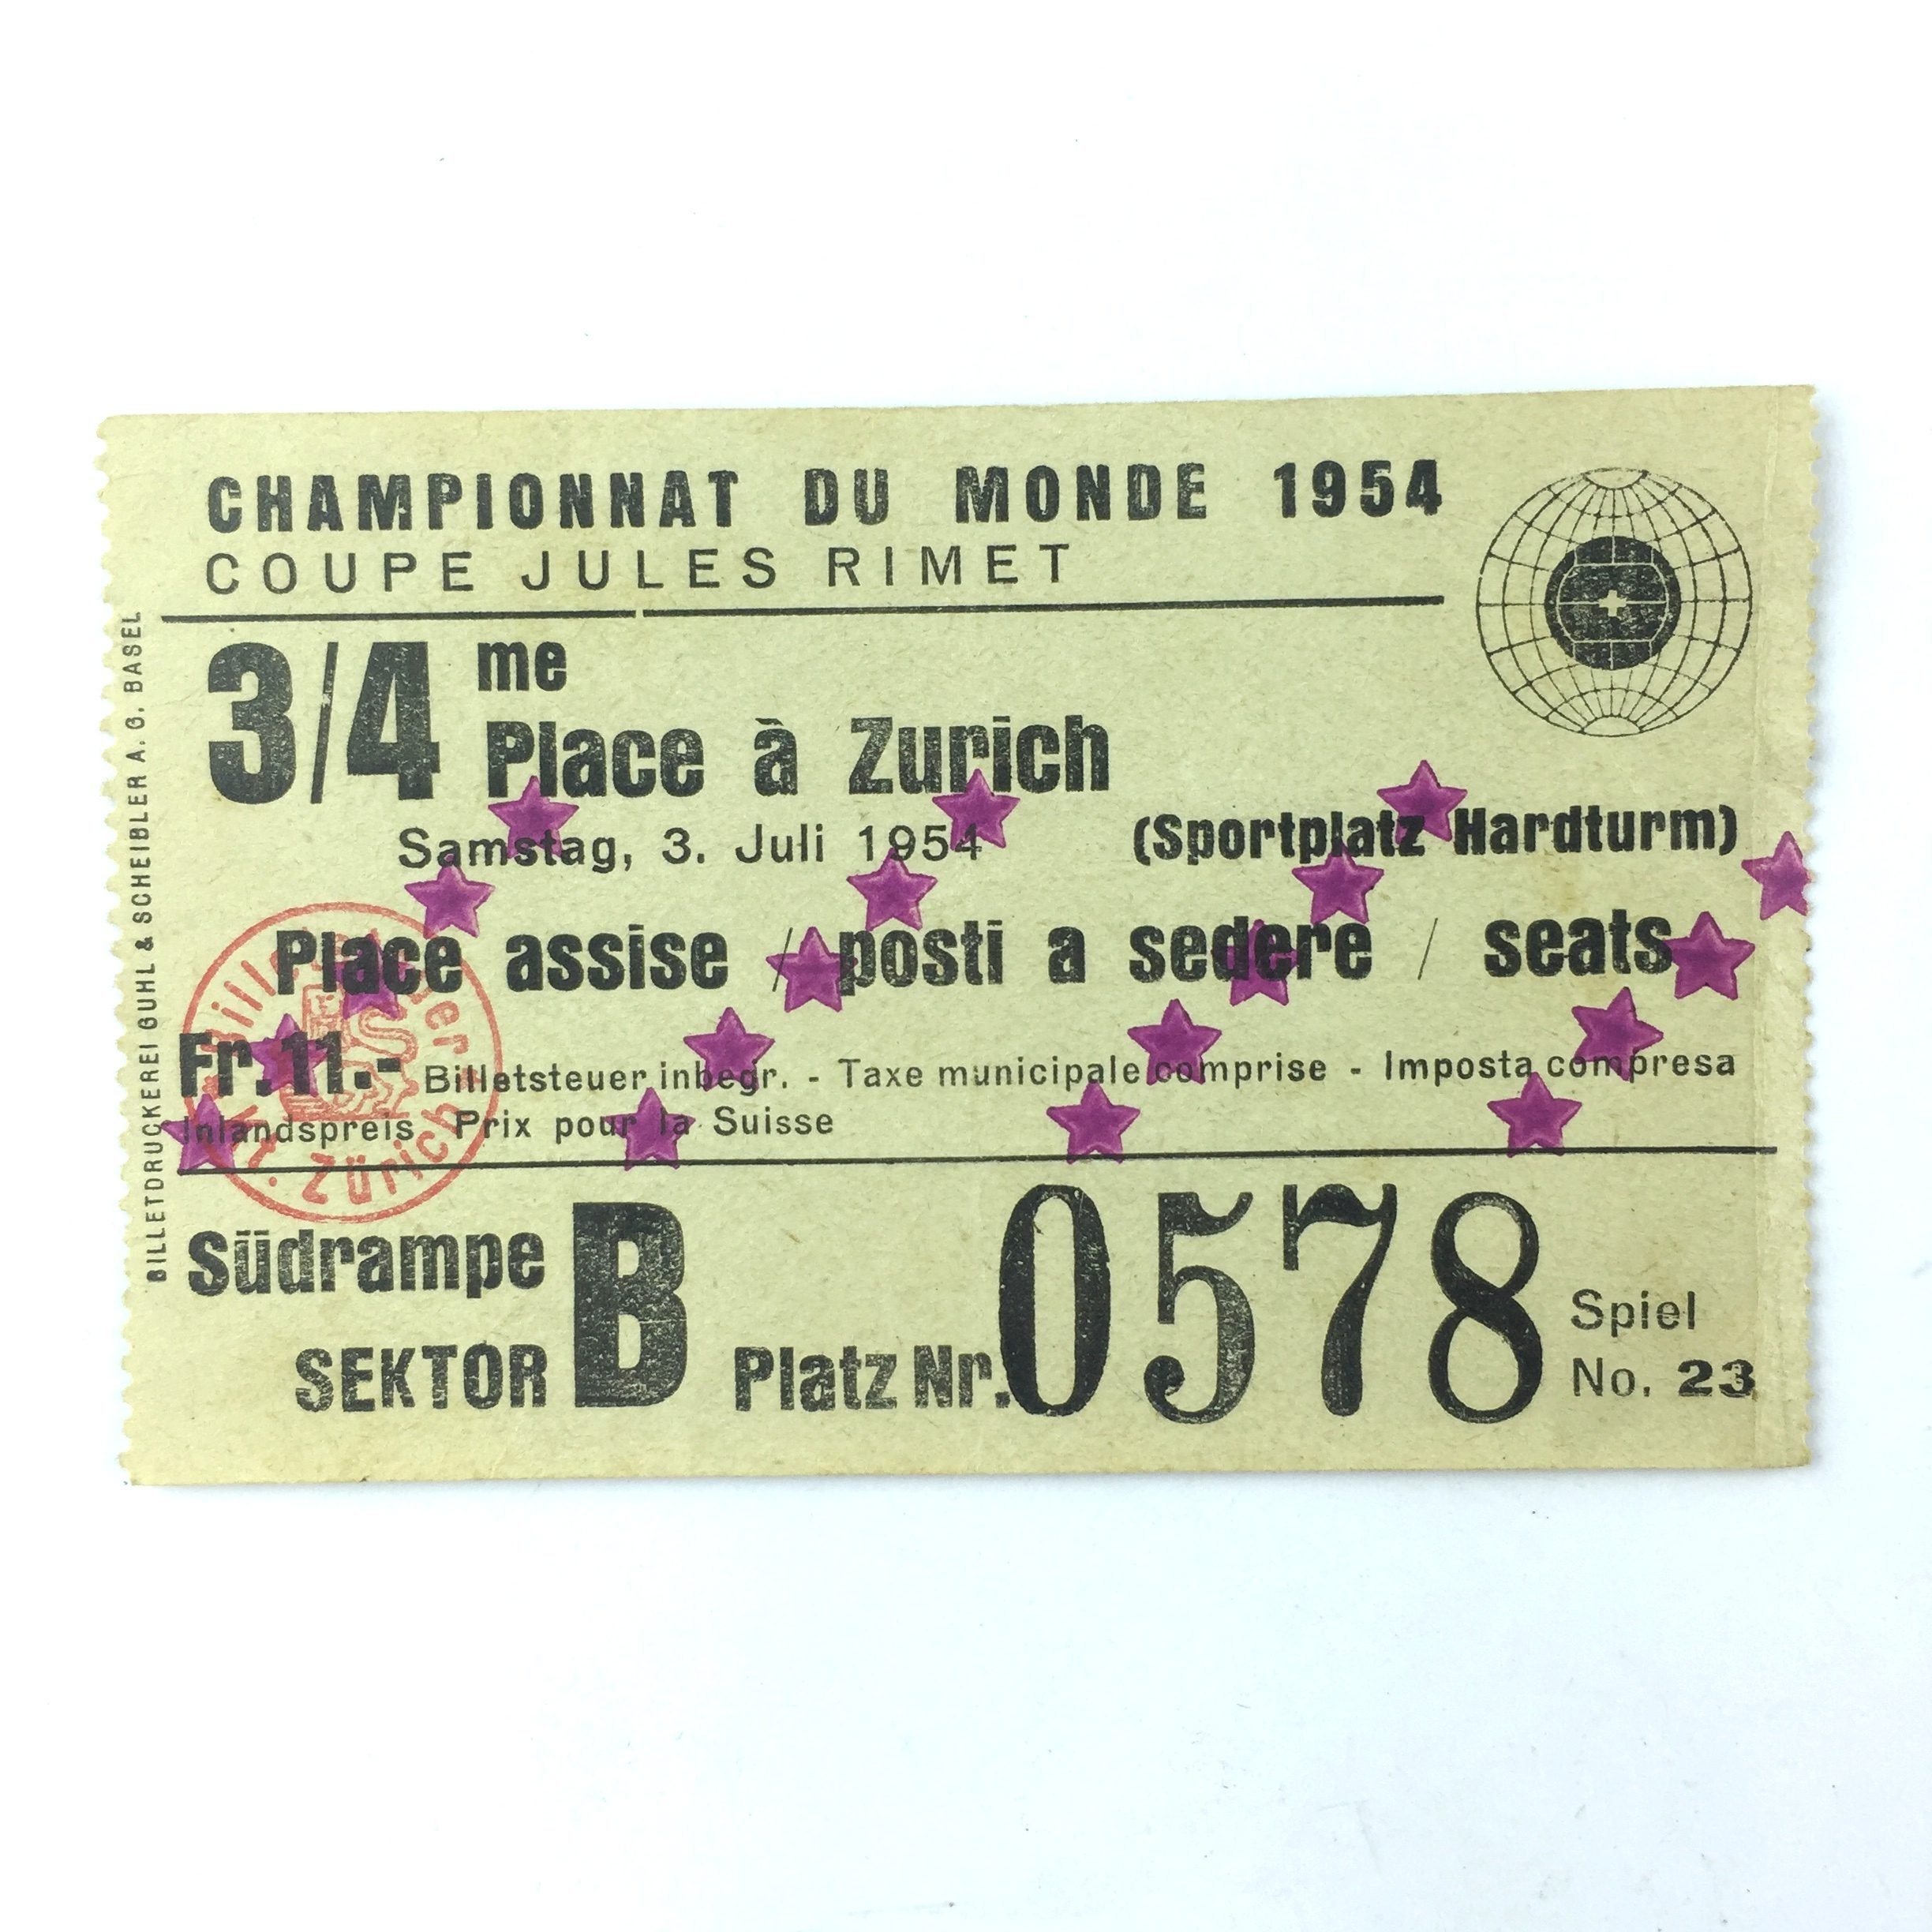 CHAMPIONNAT DU MONDE 1954
COUPE JULES RIMET
3/4 me Place à Zurich
Samstag, 3. Juli 1954 (Sportplatz Hardturm)
Place assise / posti a sedere / seats
Fr. 11.- Billetsteuer inbegr. - Taxe municipale comprise - Imposta compresa
Inlandspreis Prix pour la Suisse
Südrampe
SEKTOR B Platz Nr. 0578 Spiel
No. 23
BILLETDRUCKEREI GUHL & SCHEIBLER A.G. BASEL
Zürich